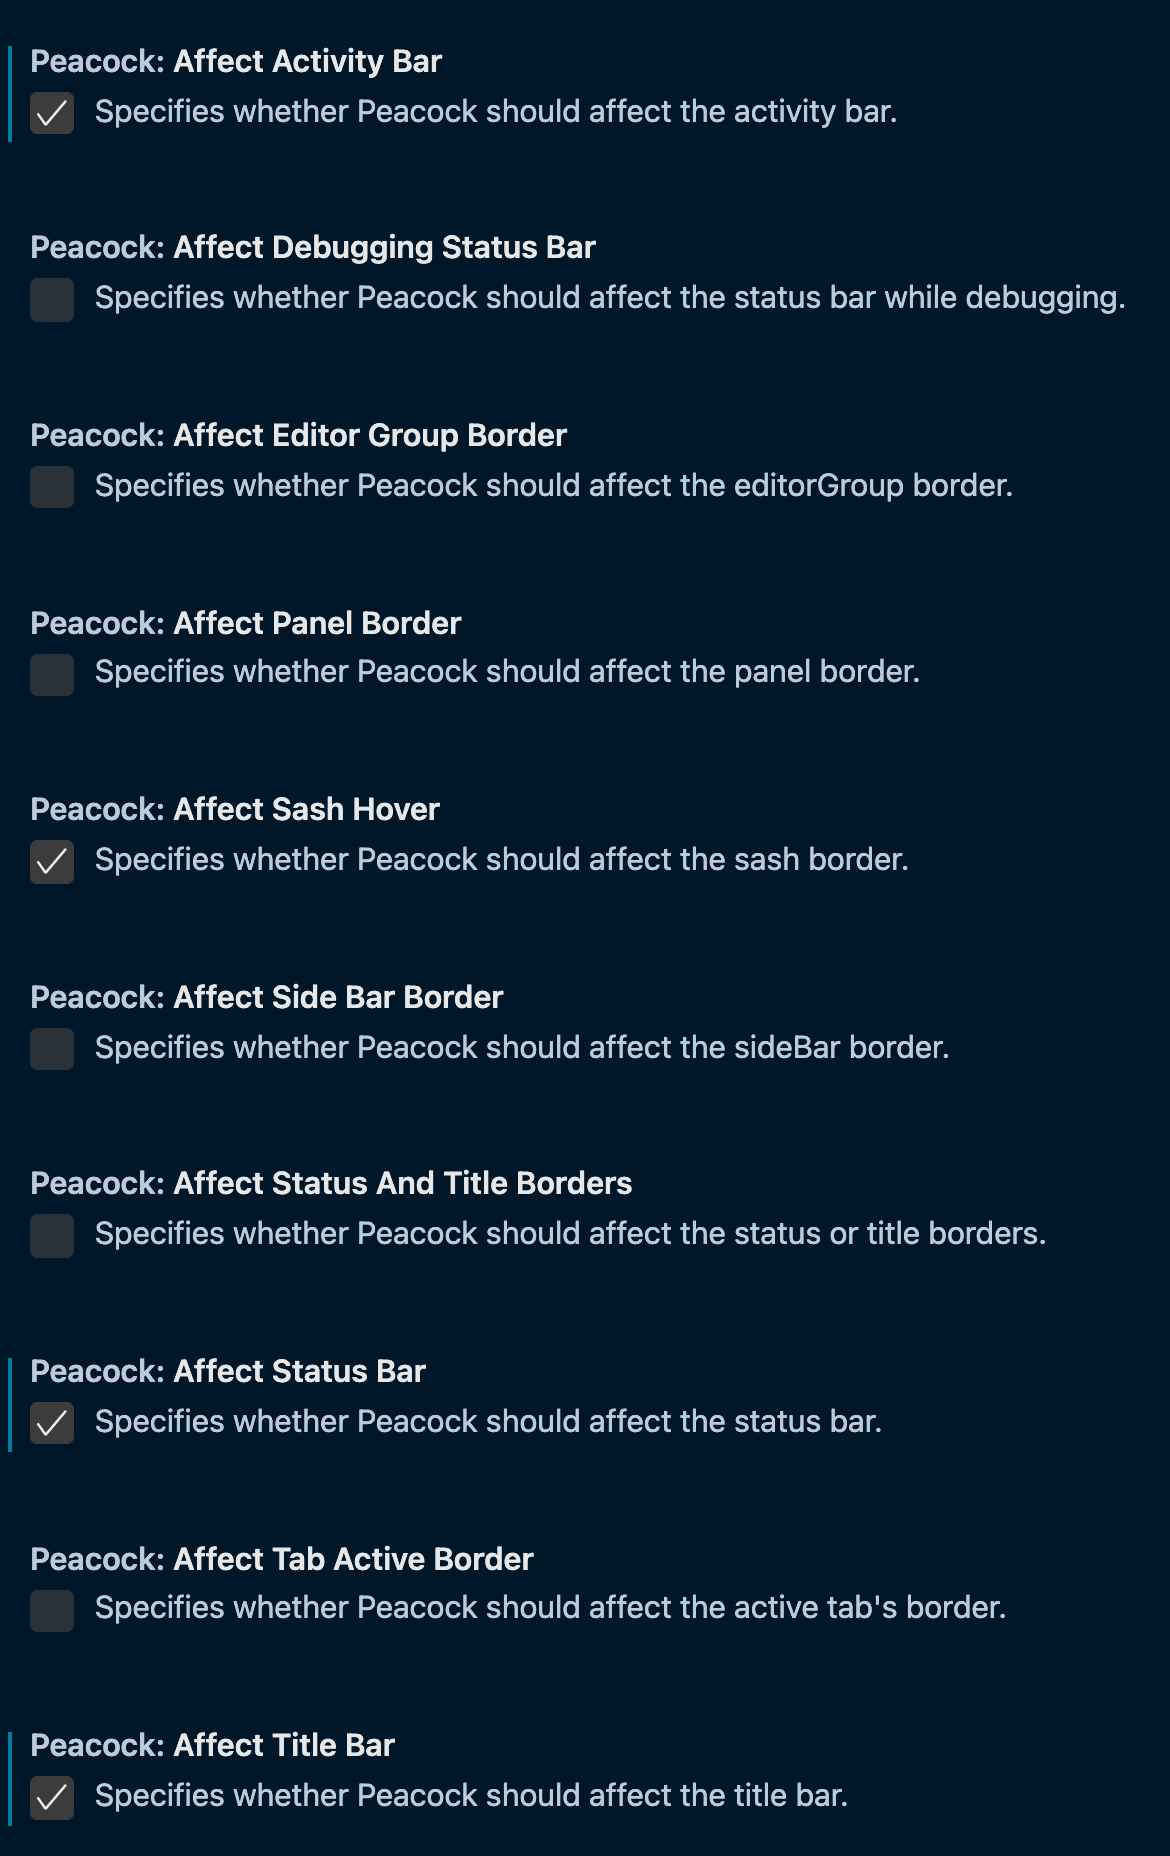 Peacock: Affect Activity Bar
Specifies whether Peacock should affect the activity bar.
Peacock: Affect Debugging Status Bar
Specifies whether Peacock should affect the status bar while debugging.
Peacock: Affect Editor Group Border
Specifies whether Peacock should affect the editorGroup border.
Peacock: Affect Panel Border
Specifies whether Peacock should affect the panel border.
Peacock: Affect Sash Hover
Specifies whether Peacock should affect the sash border.
Peacock: Affect Side Bar Border
Specifies whether Peacock should affect the sideBar border.
Peacock: Affect Status And Title Borders
Specifies whether Peacock should affect the status or title borders.
Peacock: Affect Status Bar
Specifies whether Peacock should affect the status bar.
Peacock: Affect Tab Active Border
Specifies whether Peacock should affect the active tab's border.
Peacock: Affect Title Bar
Specifies whether Peacock should affect the title bar.